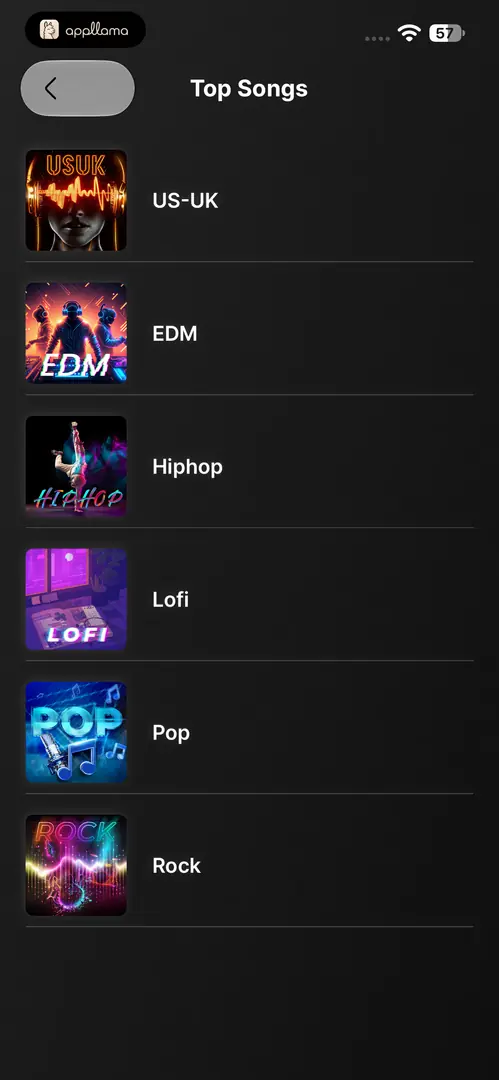 appllama
57
Top Songs
USUK
US-UK
EDM
EDM
HIPHOP
Hiphop
LOFI
Lofi
POP
Pop
ROCK
Rock